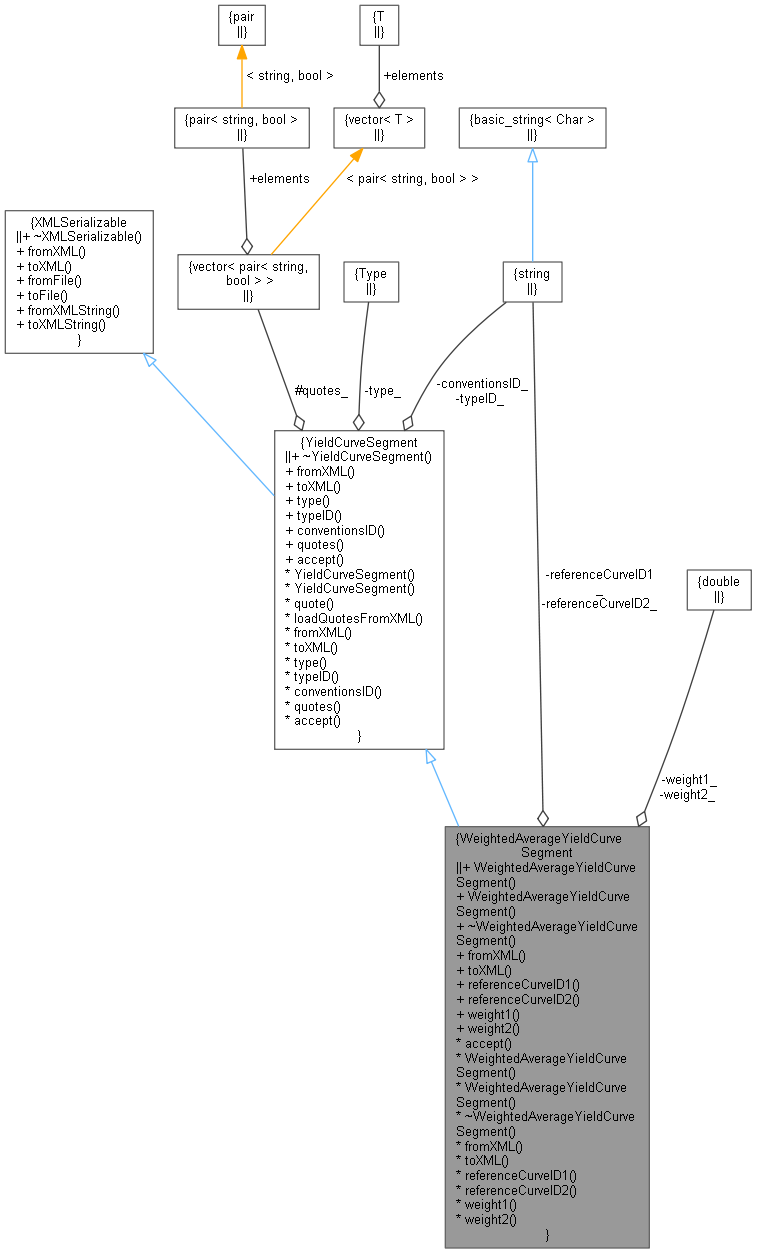 {pair
||}
{T
||}
< string, bool >
+elements
{pair< string, bool >
||}
{vector< T >
||}
{basic_string< Char >
||}
+elements
< pair< string, bool > >
{XMLSerializable
||+ ~XMLSerializable()
+ fromXML()
+ toXML()
+ fromFile()
+ toFile()
+ fromXMLString()
+ toXMLString()
}
{vector< pair< string,
bool > >
||}
{Type
||}
{string
||}
#quotes_
-type_
-conventionsID_
-typeID_
{YieldCurveSegment
||+ ~YieldCurveSegment()
+ fromXML()
+ toXML()
+ type()
+ typeID()
+ conventionsID()
+ quotes()
+ accept()
* YieldCurveSegment()
* YieldCurveSegment()
* quote()
* loadQuotesFromXML()
* fromXML()
* toXML()
* type()
* typeID()
* conventionsID()
* quotes()
* accept()
}
-referenceCurveID1
_
-referenceCurveID2_
{double
||}
-weight1_
-weight2_
{WeightedAverageYieldCurve
Segment
||+ WeightedAverageYieldCurve
Segment()
+ WeightedAverageYieldCurve
Segment()
+ ~WeightedAverageYieldCurve
Segment()
+ fromXML()
+ toXML()
+ referenceCurveID1()
+ referenceCurveID2()
+ weight1()
+ weight2()
* accept()
* WeightedAverageYieldCurve
Segment()
* WeightedAverageYieldCurve
Segment()
* ~WeightedAverageYieldCurve
Segment()
* fromXML()
* toXML()
* referenceCurveID1()
* referenceCurveID2()
* weight1()
* weight2()
}